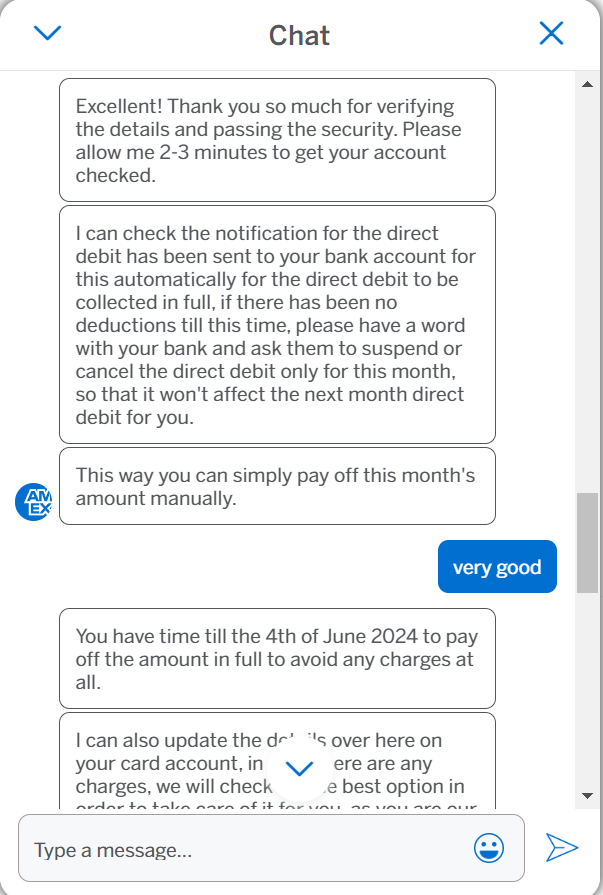 Chat
Excellent! Thank you so much for verifying
the details and passing the security. Please
allow me 2-3 minutes to get your account
checked.
I can check the notification for the direct
debit has been sent to your bank account for
this automatically for the direct debit to be
collected in full, if there has been no
deductions till this time, please have a word
with your bank and ask them to suspend or
cancel the direct debit only for this month,
so that it won't affect the next month direct
debit for you.
This way you can simply pay off this month's
amount manually.
AM
EX
very good
You have time till the 4th of June 2024 to pay
off the amount in full to avoid any charges at
all.
I can also update the over here on
your card account, in ere are any
charges, we will check e best option in
order to take care of it for you, as you are our
Type a message...